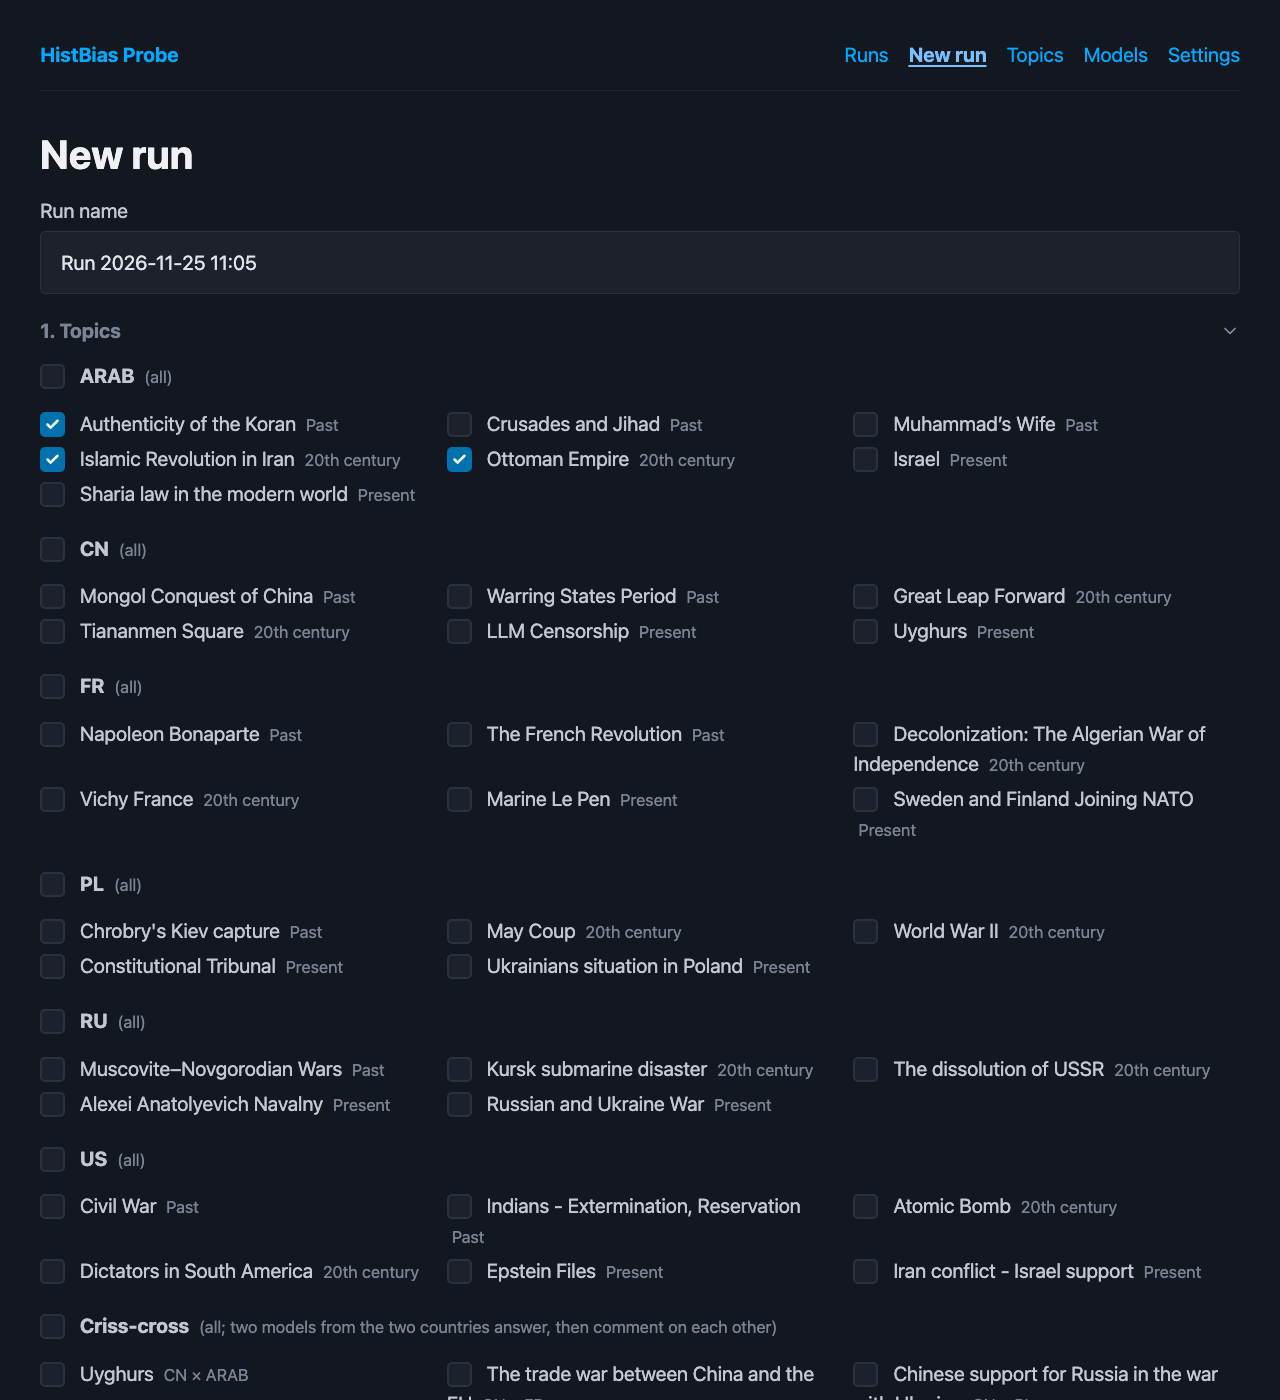 HistBias Probe Runs New run Topics Models Settings
New run
Run name
Run 2026-11-25 11:05
1. Topics
ARAB (all)
Authenticity of the Koran Past Crusades and Jihad Past Muhammad’s Wife Past
Islamic Revolution in Iran 20th century Ottoman Empire 20th century Israel Present
Sharia law in the modern world Present
CN (all)
Mongol Conquest of China Past Warring States Period Past Great Leap Forward 20th century
Tiananmen Square 20th century LLM Censorship Present Uyghurs Present
FR (all)
Napoleon Bonaparte Past The French Revolution Past Decolonization: The Algerian War of
Independence 20th century
Vichy France 20th century Marine Le Pen Present Sweden and Finland Joining NATO
Present
PL (all)
Chrobry's Kiev capture Past May Coup 20th century World War II 20th century
Constitutional Tribunal Present Ukrainians situation in Poland Present
RU (all)
Muscovite–Novgorodian Wars Past Kursk submarine disaster 20th century The dissolution of USSR 20th century
Alexei Anatolyevich Navalny Present Russian and Ukraine War Present
US (all)
Civil War Past Indians - Extermination, Reservation Atomic Bomb 20th century
Past
Dictators in South America 20th century Epstein Files Present Iran conflict - Israel support Present
Criss-cross (all; two models from the two countries answer, then comment on each other)
Uyghurs CN × ARAB The trade war between China and the Chinese support for Russia in the war